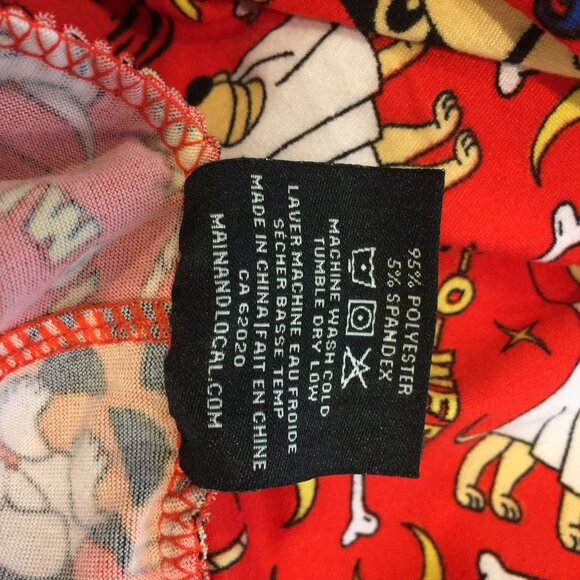 95% POLYESTER
5% SPANDEX
MACHINE WASH COLD
TUMBLE DRY LOW
LAVER MACHINE EAU FROIDE
SÉCHER BASSE TEMP
MADE IN CHINA|FAIT EN CHINE
CA 62020
MAINANDLOCAL.COM